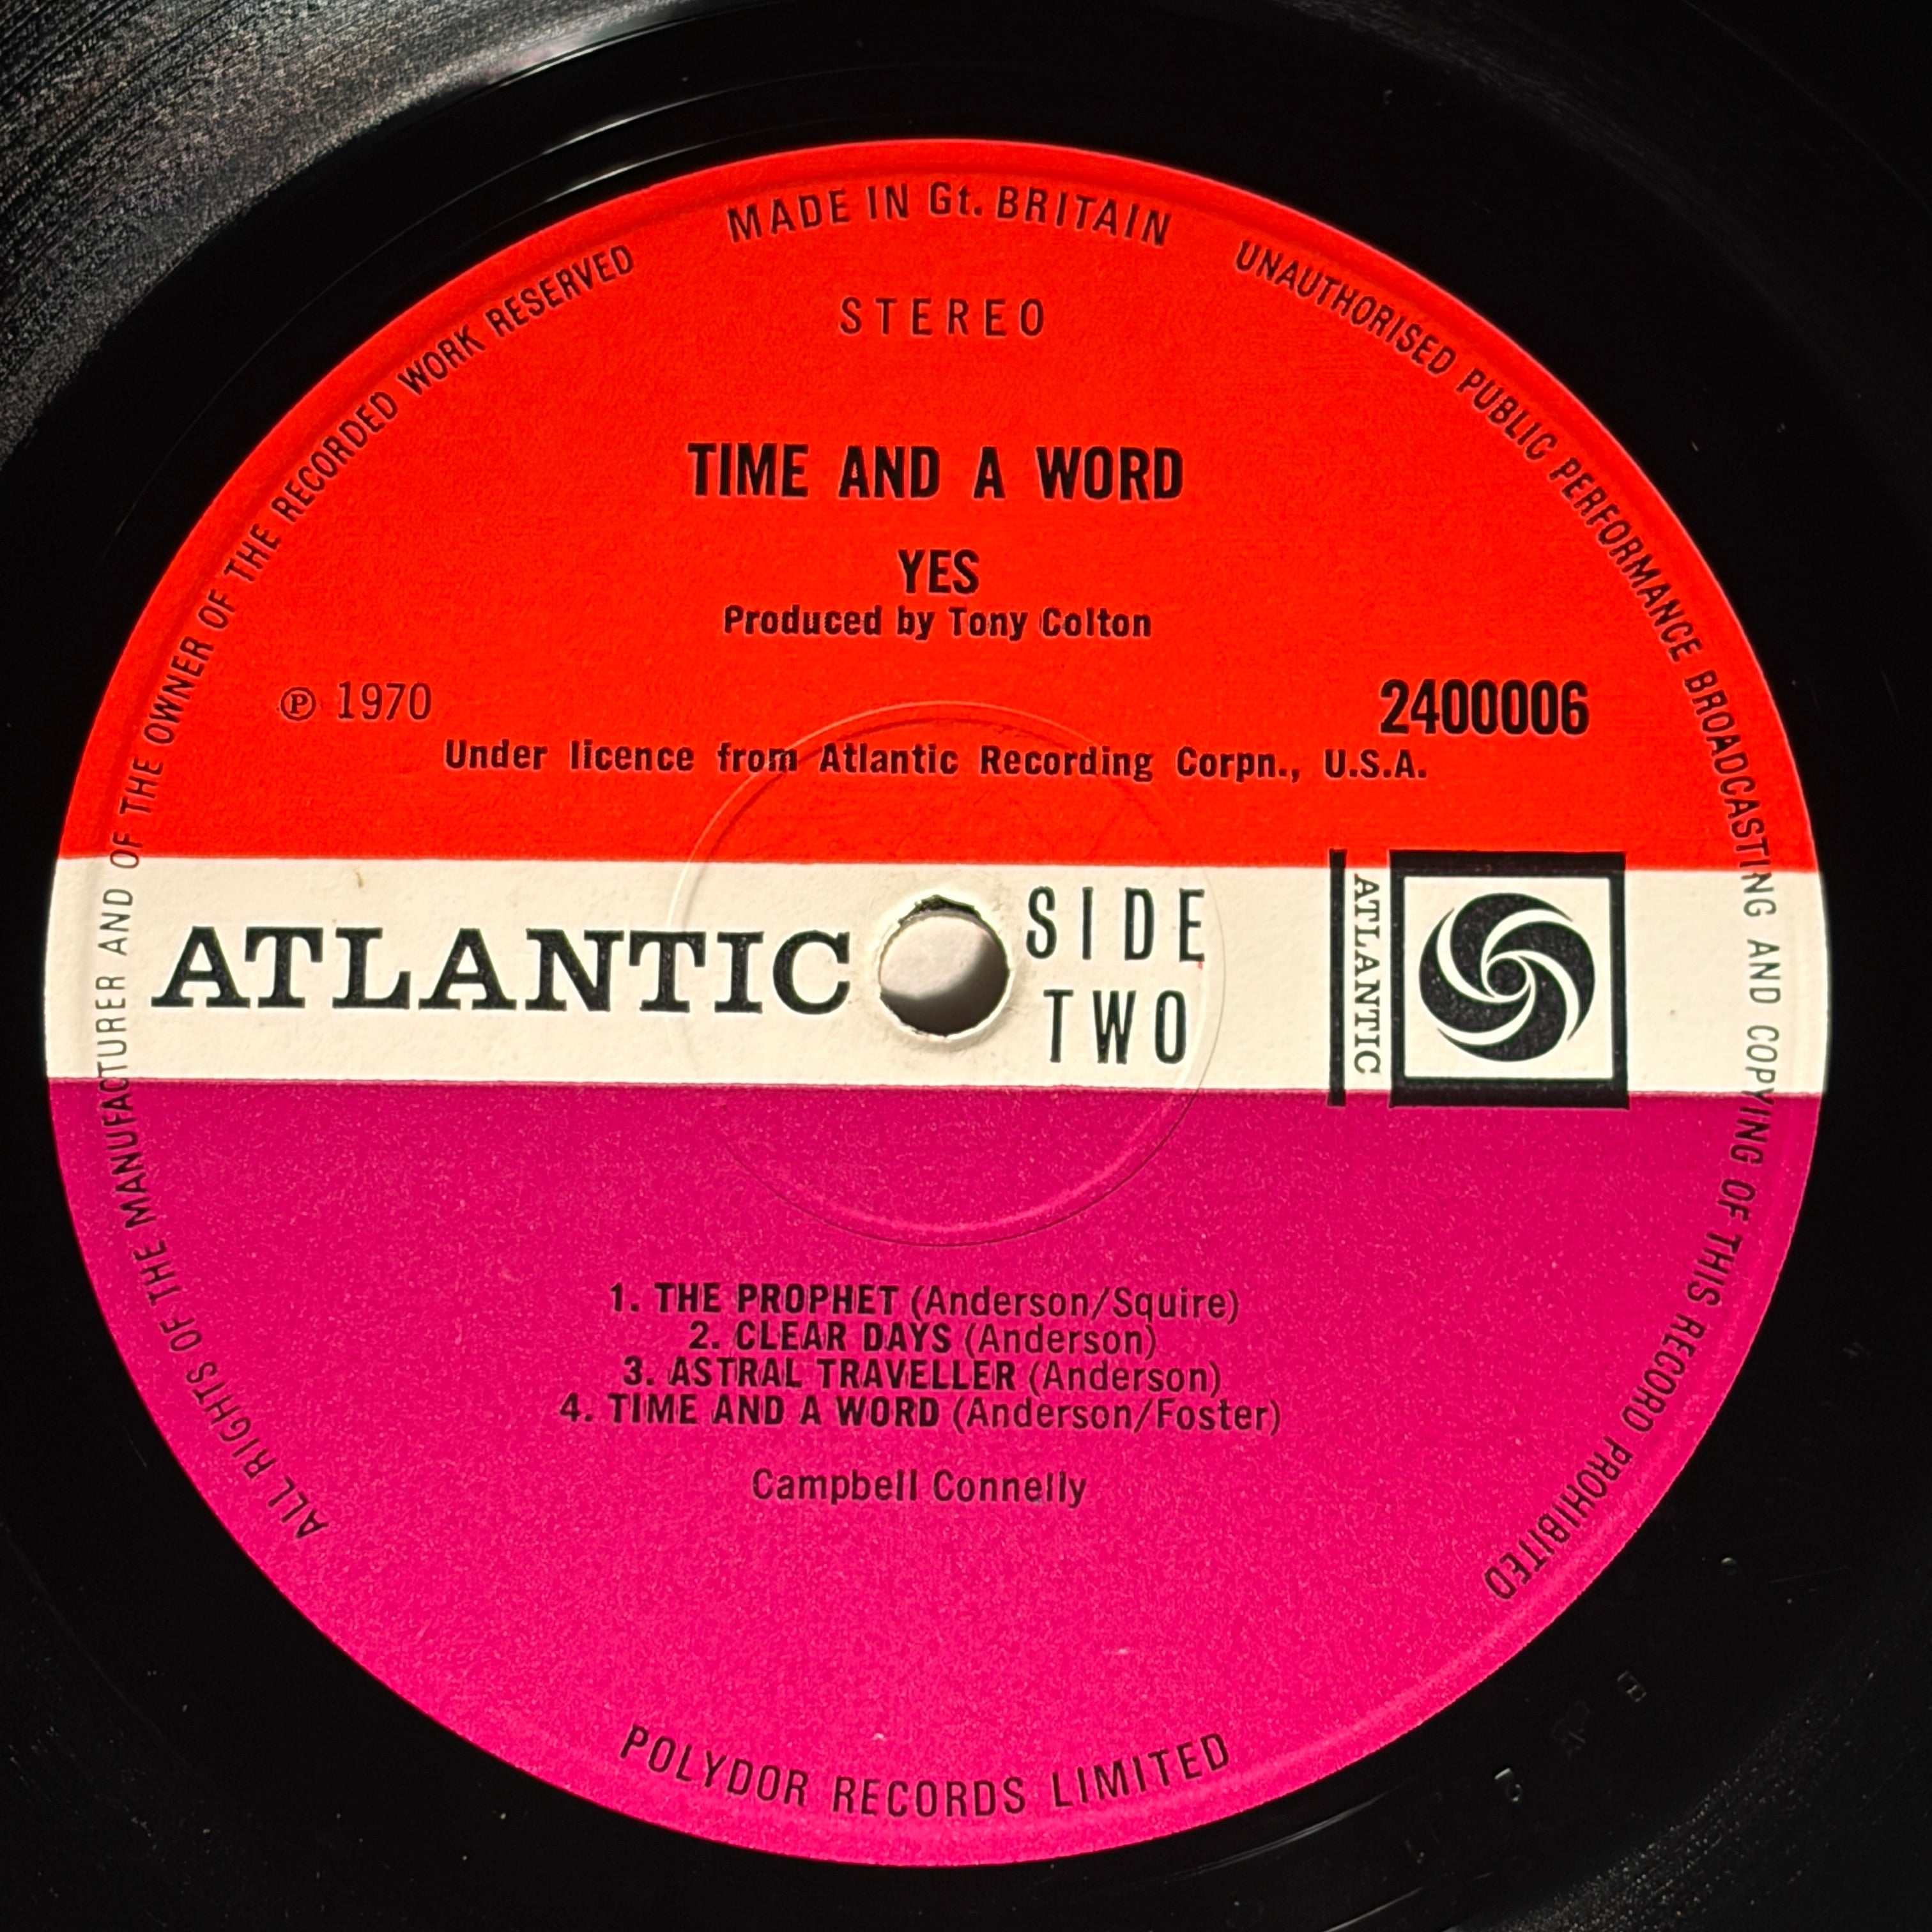 MADE IN Gt. BRITAIN
ALL RIGHTS OF THE MANUFACTURER AND OF THE OWNER OF THE RECORDED WORK RESERVED
UNAUTHORISED PUBLIC PERFORMANCE BROADCASTING AND COPYING OF THIS RECORD PROHIBITED
STEREO
TIME AND A WORD
YES
Produced by Tony Colton
℗ 1970
2400006
Under licence from Atlantic Recording Corpn., U.S.A.
ATLANTIC
SIDE
TWO
ATLANTIC
1. THE PROPHET (Anderson/Squire)
2. CLEAR DAYS (Anderson)
3. ASTRAL TRAVELLER (Anderson)
4. TIME AND A WORD (Anderson/Foster)
Campbell Connelly
POLYDOR RECORDS LIMITED